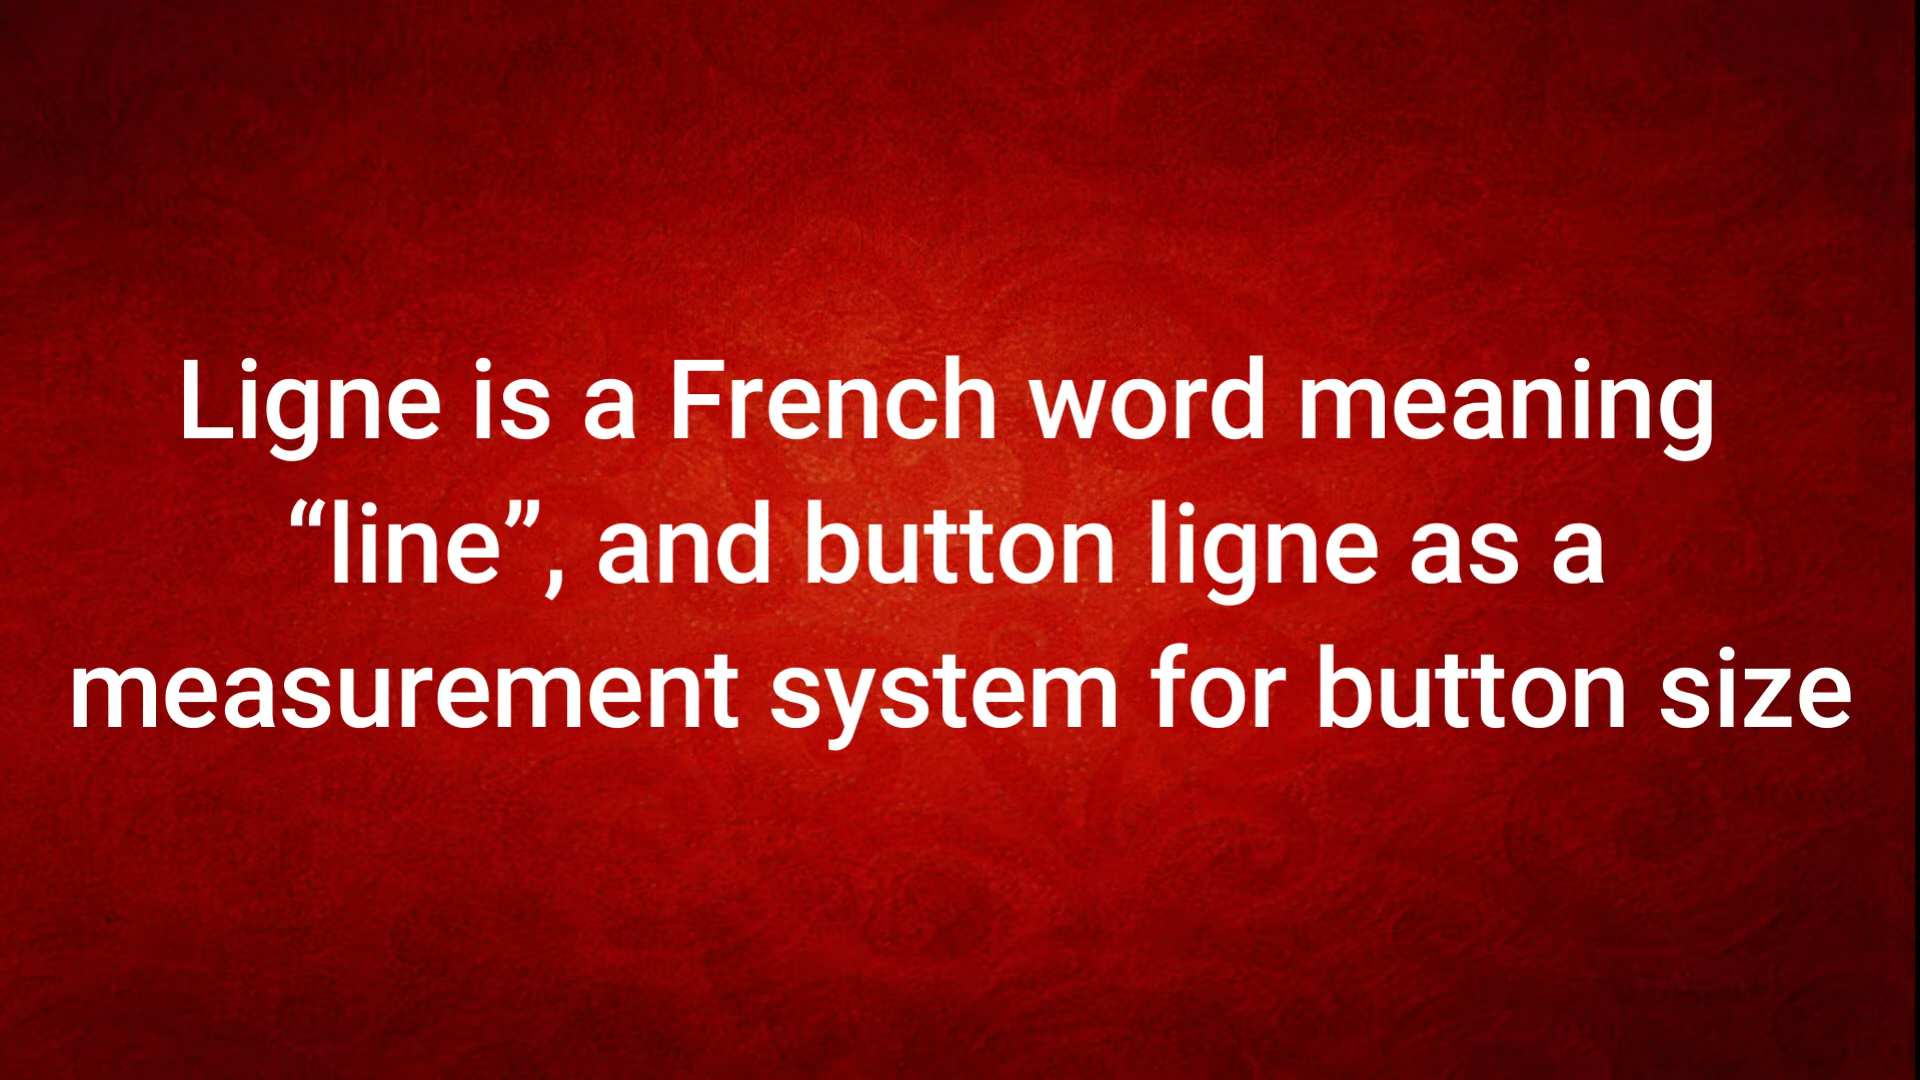 Ligne is a French word meaning
“line”, and button ligne as a
measurement system for button size